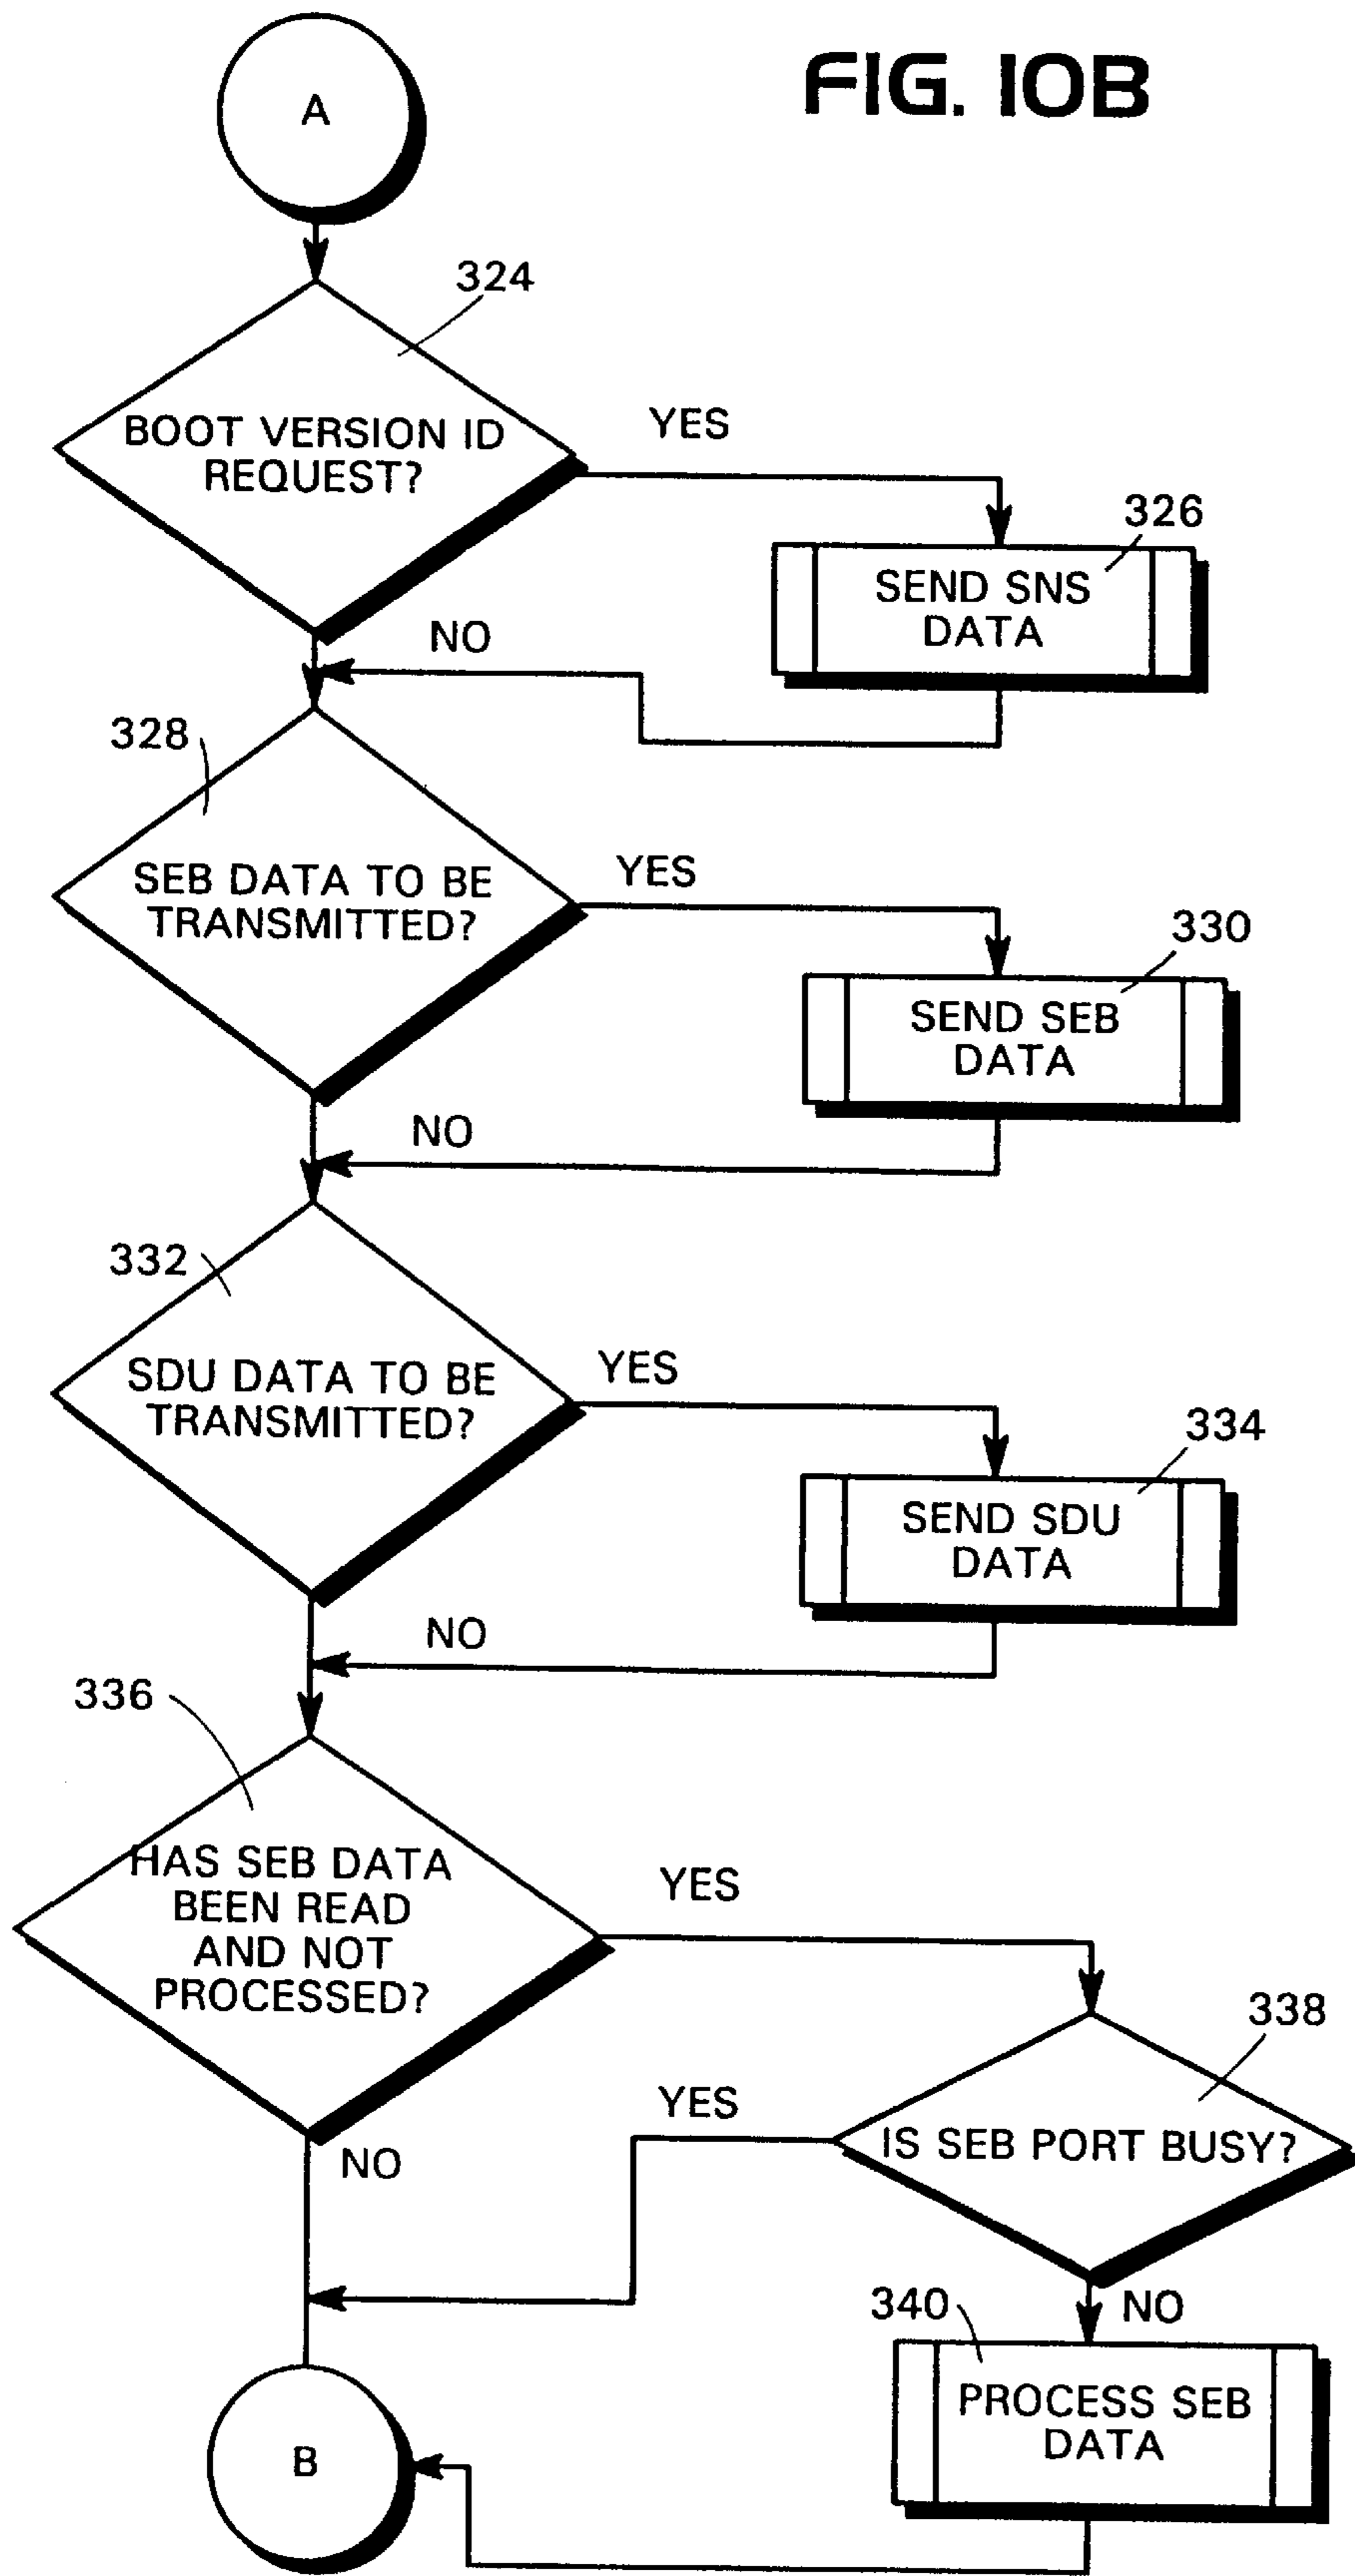 FIG. 10B
A
324
BOOT VERSION ID
REQUEST?
YES
326
SEND SNS
DATA
NO
328
SEB DATA TO BE
TRANSMITTED?
YES
330
SEND SEB
DATA
NO
332
SDU DATA TO BE
TRANSMITTED?
YES
334
SEND SDU
DATA
NO
336
HAS SEB DATA
BEEN READ
AND NOT
PROCESSED?
YES
338
YES
IS SEB PORT BUSY?
NO
340
NO
PROCESS SEB
DATA
B